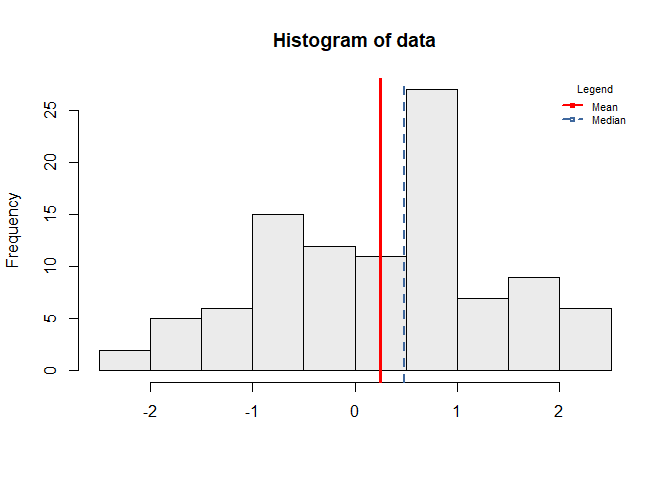 Histogram of data
Legend
Mean
Median
Frequency
25
20
15
10
5
0
-2 -1 0 1 2